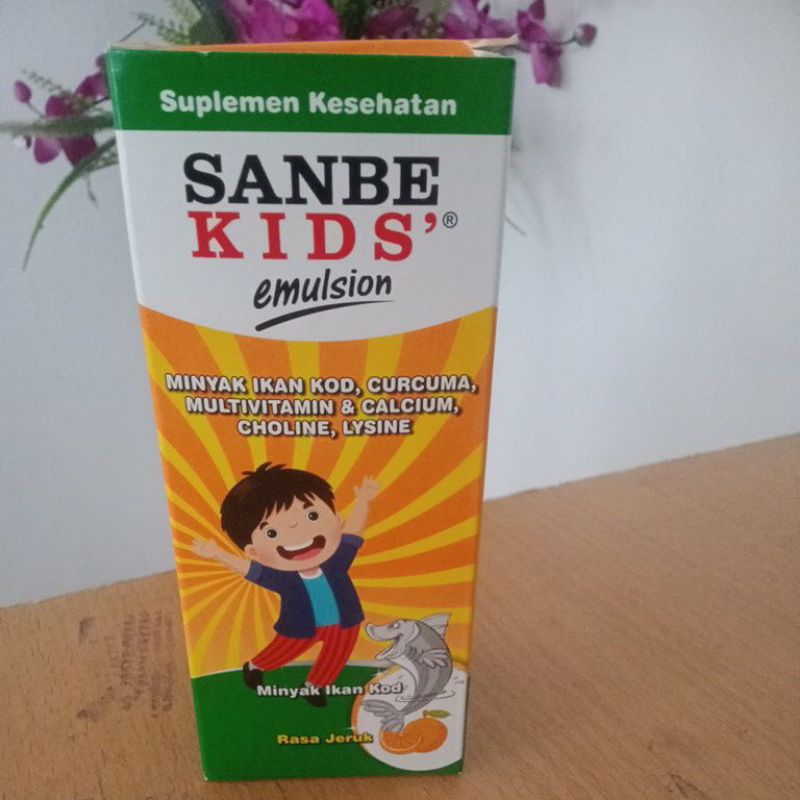 Suplemen Kesehatan
SANBE
KIDS'®
emulsion
MINYAK IKAN KOD, CURCUMA,
MULTIVITAMIN & CALCIUM,
CHOLINE, LYSINE
Minyak Ikan Kod
Rasa Jeruk